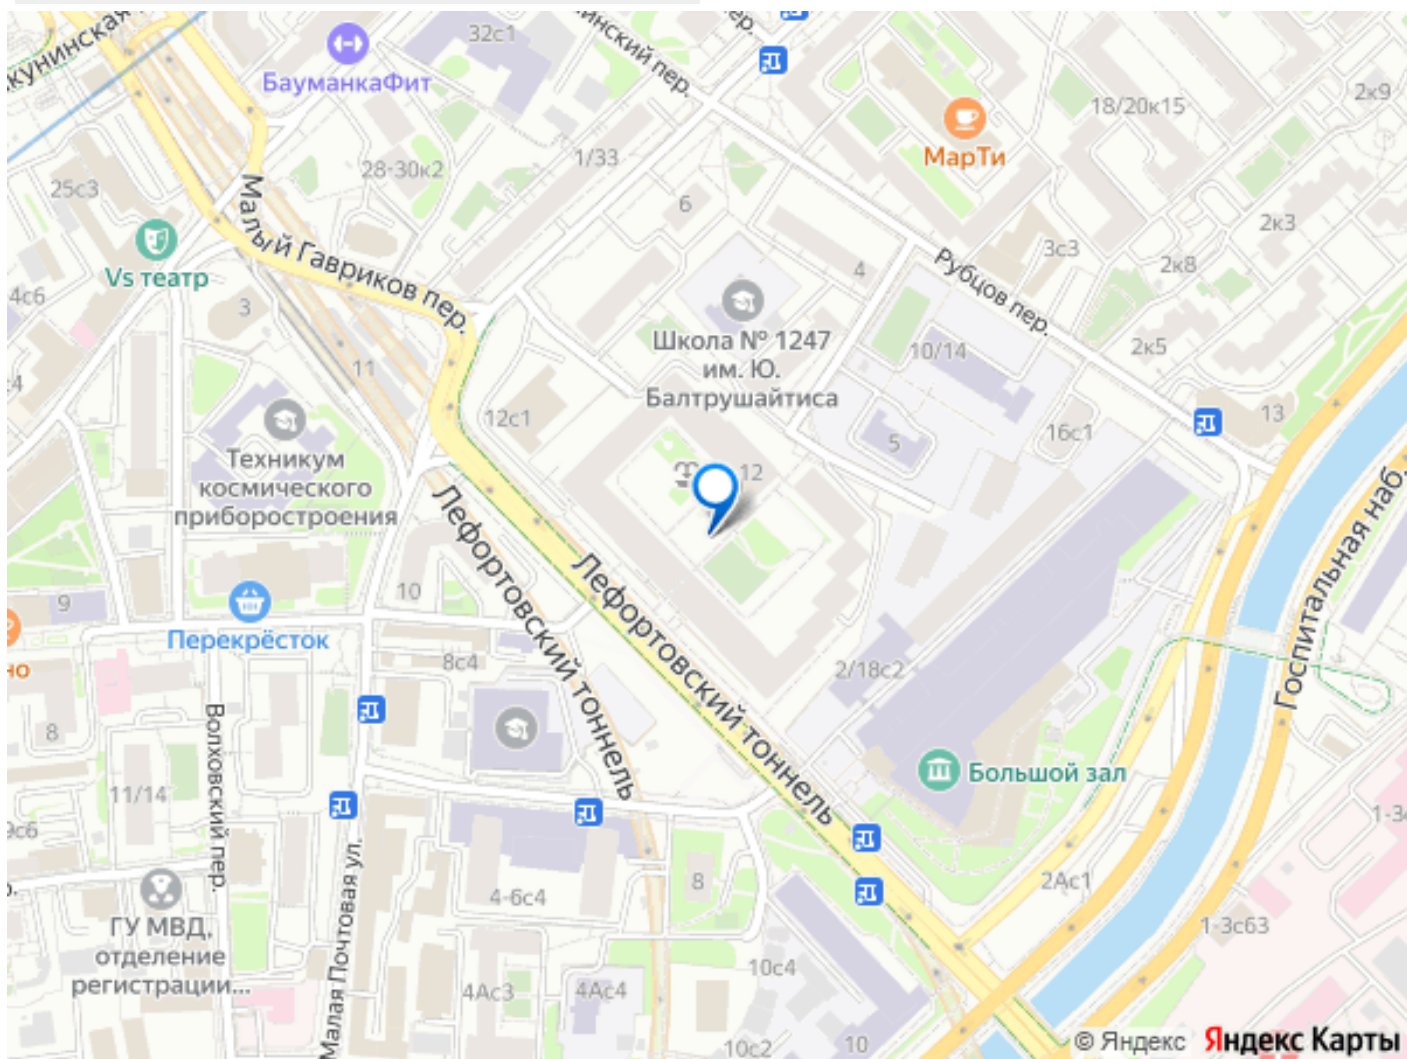 32с1
БауманкаФит
18/20к15
2к9
МарТи
1/33
28-30к2
25с3
6
Малый Гавриков пер.
Vs театр
2к3
3с3
2к8
Рубцов пер.
4
4с6
3
Школа № 1247
им. Ю.
Балтрушайтиса
10/14
2к5
11
12с1
13
16с1
5
Техникум
космического
приборостроения
12
Лефортовский тоннель
Лефортовский тоннель
Госпитальная наб.
10
9
Перекрёсток
8с4
2/18с2
8
Волховский пер.
Большой зал
11/14
9с6
Малая Почтовая ул.
4-6с4
8
2Ас1
ГУ МВД,
отделение
регистрации...
1-3с63
10с4
4Ас3
4Ас4
10с2
10
© Яндекс Яндекс Карты